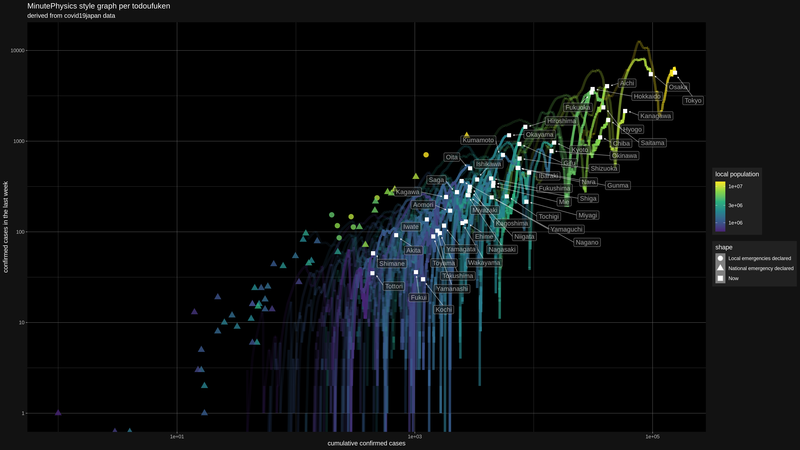 MinutePhysics style graph per todoufuken
derived from covid19japan data
confirmed cases in the last week
10000
1000
100
10
1
1e+01
1e+03
1e+05
cumulative confirmed cases
Aichi
Hokkaido
Osaka
Tokyo
Fukuoka
Kanagawa
Hiroshima
Hyogo
Okayama
Saitama
Kumamoto
Chiba
Kyoto
Okinawa
Oita
Ishikawa
Gifu
Shizuoka
Ibaraki
Saga
Nara
Gunma
Kagawa
Fukushima
Shiga
Mie
Aomori
Miyazaki
Miyagi
Tochigi
Iwate
Kagoshima
Yamaguchi
Ehime
Niigata
Nagano
Akita
Yamagata
Nagasaki
Shimane
Toyama
Wakayama
Tokushima
Tottori
Yamanashi
Fukui
Kochi
local population
1e+07
3e+06
1e+06
shape
Local emergencies declared
National emergency declared
Now